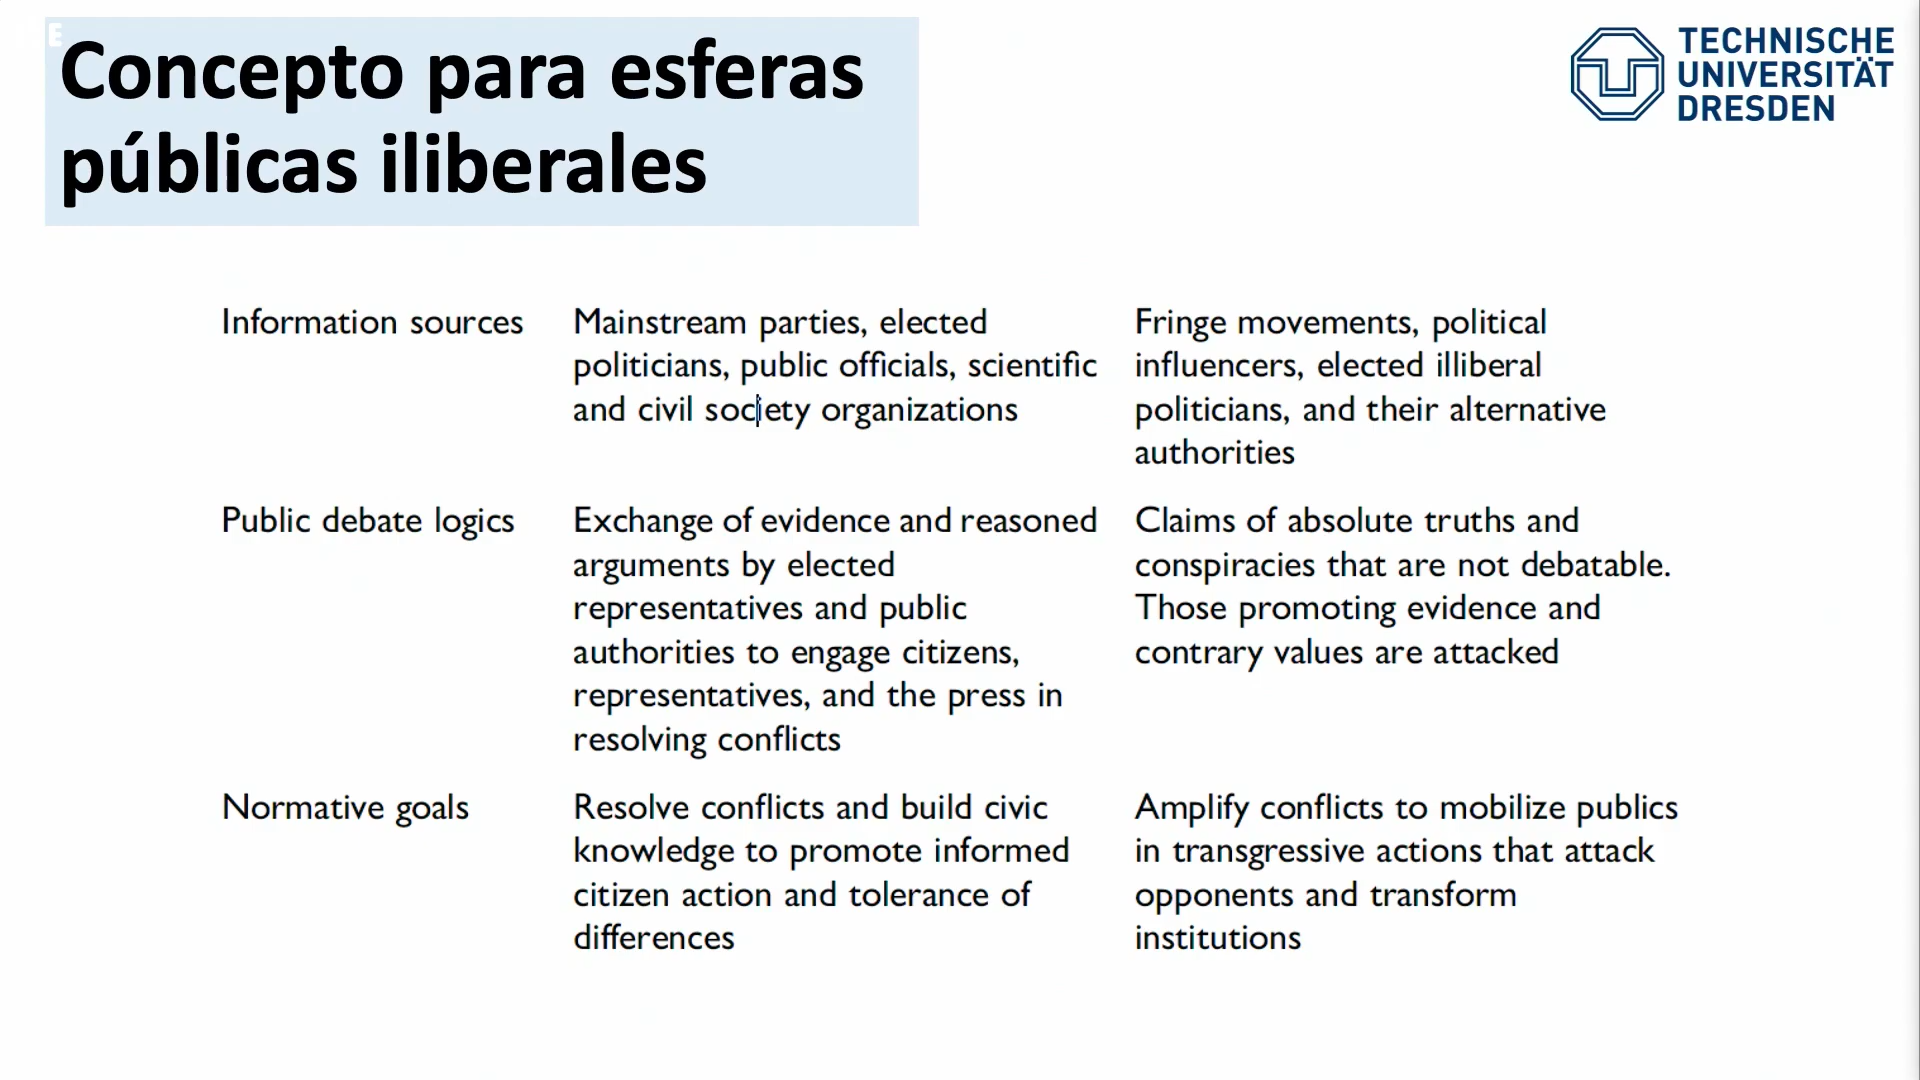 E
Concepto para esferas
públicas iliberales
TECHNISCHE
UNIVERSITÄT
DRESDEN
Information sources
Mainstream parties, elected
politicians, public officials, scientific
and civil society organizations
Fringe movements, political
influencers, elected illiberal
politicians, and their alternative
authorities
Public debate logics
Exchange of evidence and reasoned
arguments by elected
representatives and public
authorities to engage citizens,
representatives, and the press in
resolving conflicts
Claims of absolute truths and
conspiracies that are not debatable.
Those promoting evidence and
contrary values are attacked
Normative goals
Resolve conflicts and build civic
knowledge to promote informed
citizen action and tolerance of
differences
Amplify conflicts to mobilize publics
in transgressive actions that attack
opponents and transform
institutions